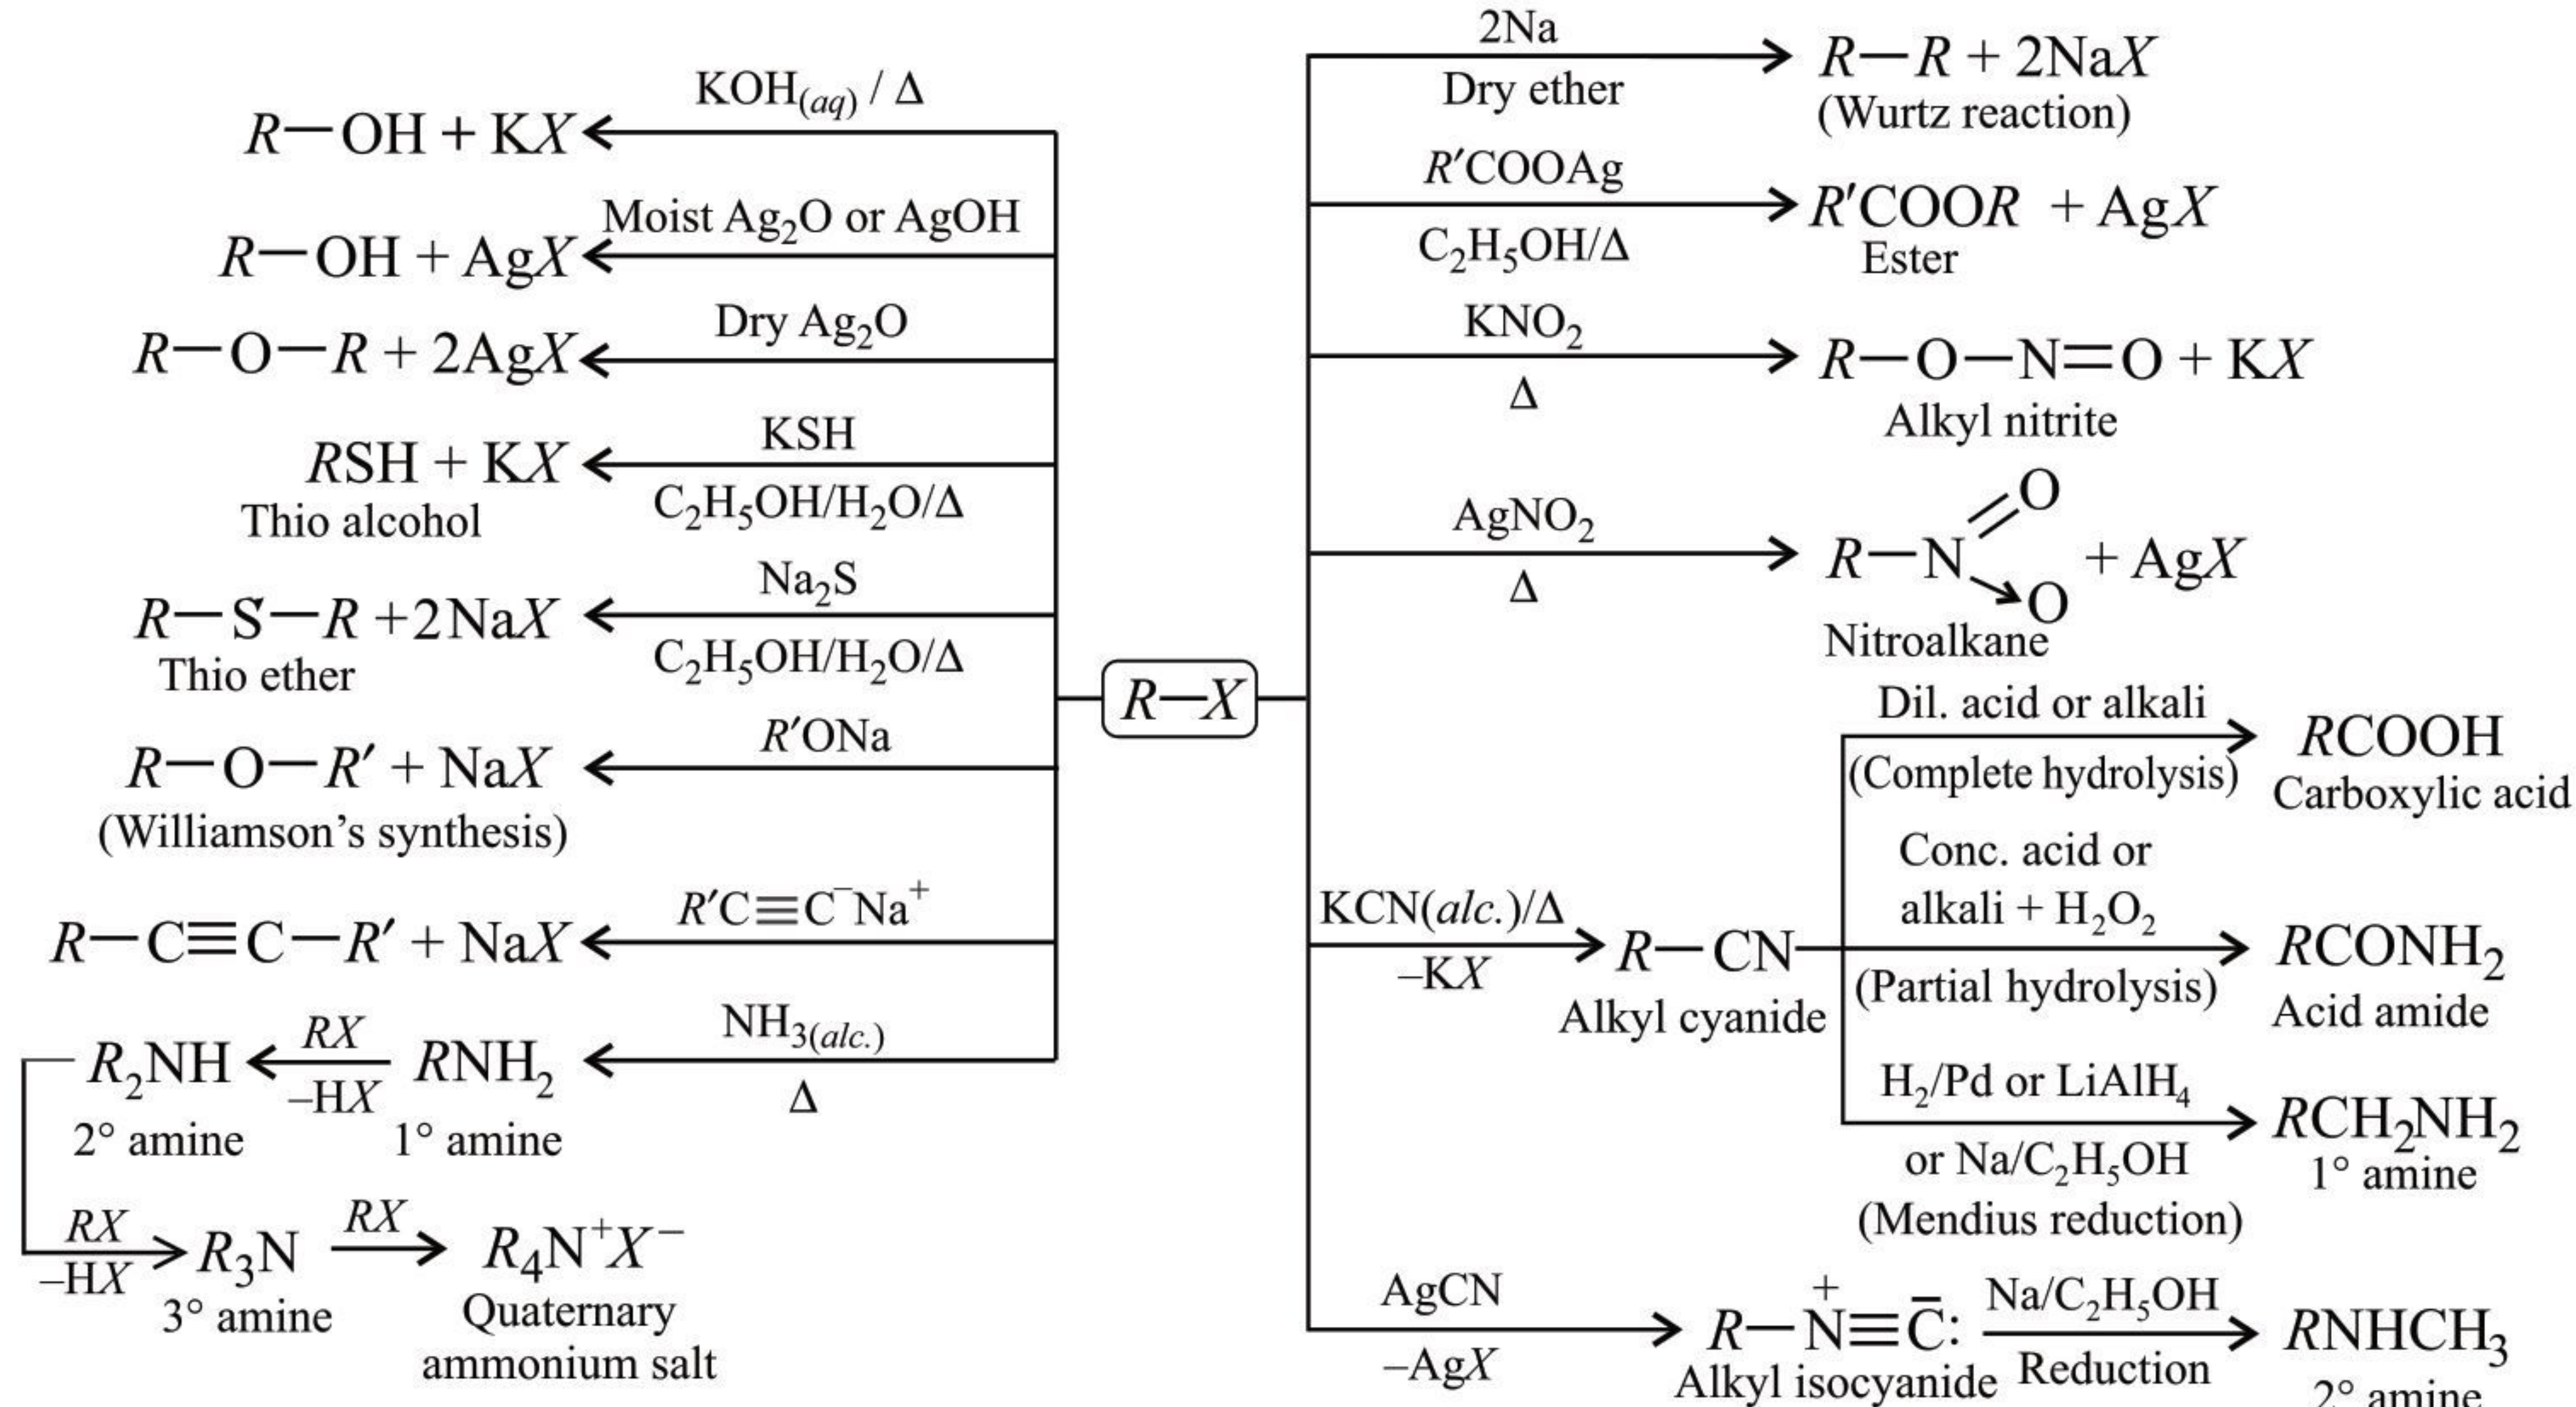 KOH(aq) / Δ
R—OH + KX
Moist Ag₂O or AgOH
R—OH + AgX
Dry Ag₂O
R—O—R + 2AgX
KSH
RSH + KX
C₂H₅OH/H₂O/Δ
Thio alcohol
Na₂S
R—S—R +2NaX
C₂H₅OH/H₂O/Δ
Thio ether
R′ONa
R—O—R′ + NaX
(Williamson’s synthesis)
R′C≡C⁻Na⁺
R—C≡C—R′ + NaX
NH₃(alc.)
Δ
RNH₂
1° amine
RX
–HX
R₂NH
2° amine
RX
–HX
R₃N
3° amine
RX
R₄N⁺X⁻
Quaternary
ammonium salt
R—X
2Na
Dry ether
R—R + 2NaX
(Wurtz reaction)
R′COOAg
C₂H₅OH/Δ
R′COOR + AgX
Ester
KNO₂
Δ
R—O—N=O + KX
Alkyl nitrite
AgNO₂
Δ
O
R—N + AgX
O
Nitroalkane
KCN(alc.)/Δ
–KX
R—CN
Alkyl cyanide
Dil. acid or alkali
(Complete hydrolysis)
RCOOH
Carboxylic acid
Conc. acid or
alkali + H₂O₂
(Partial hydrolysis)
RCONH₂
Acid amide
H₂/Pd or LiAlH₄
or Na/C₂H₅OH
(Mendius reduction)
RCH₂NH₂
1° amine
AgCN
–AgX
R—N⁺≡C⁻:
Alkyl isocyanide
Na/C₂H₅OH
Reduction
RNHCH₃
2° amine